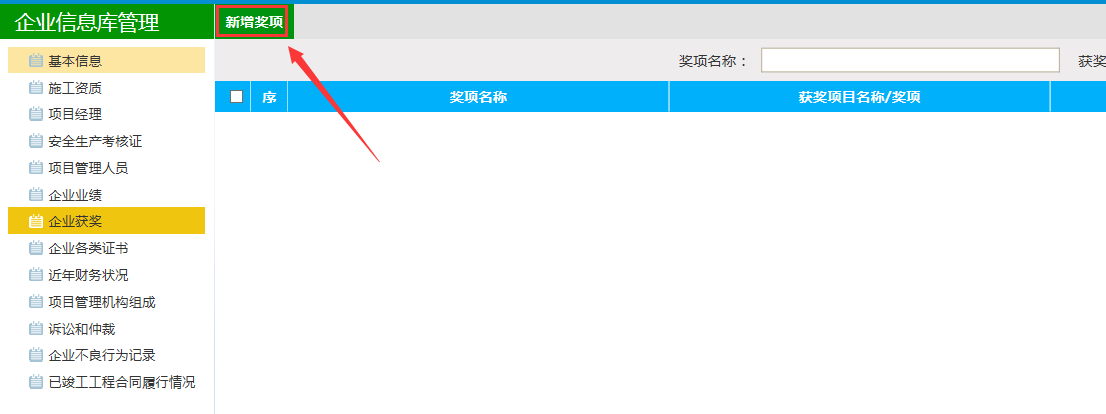 企业信息库管理
新增奖项
基本信息
施工资质
项目经理
安全生产考核证
项目管理人员
企业业绩
企业获奖
企业各类证书
近年财务状况
项目管理机构组成
诉讼和仲裁
企业不良行为记录
已竣工工程合同履行情况
奖项名称： 获奖
序 奖项名称 获奖项目名称/奖项